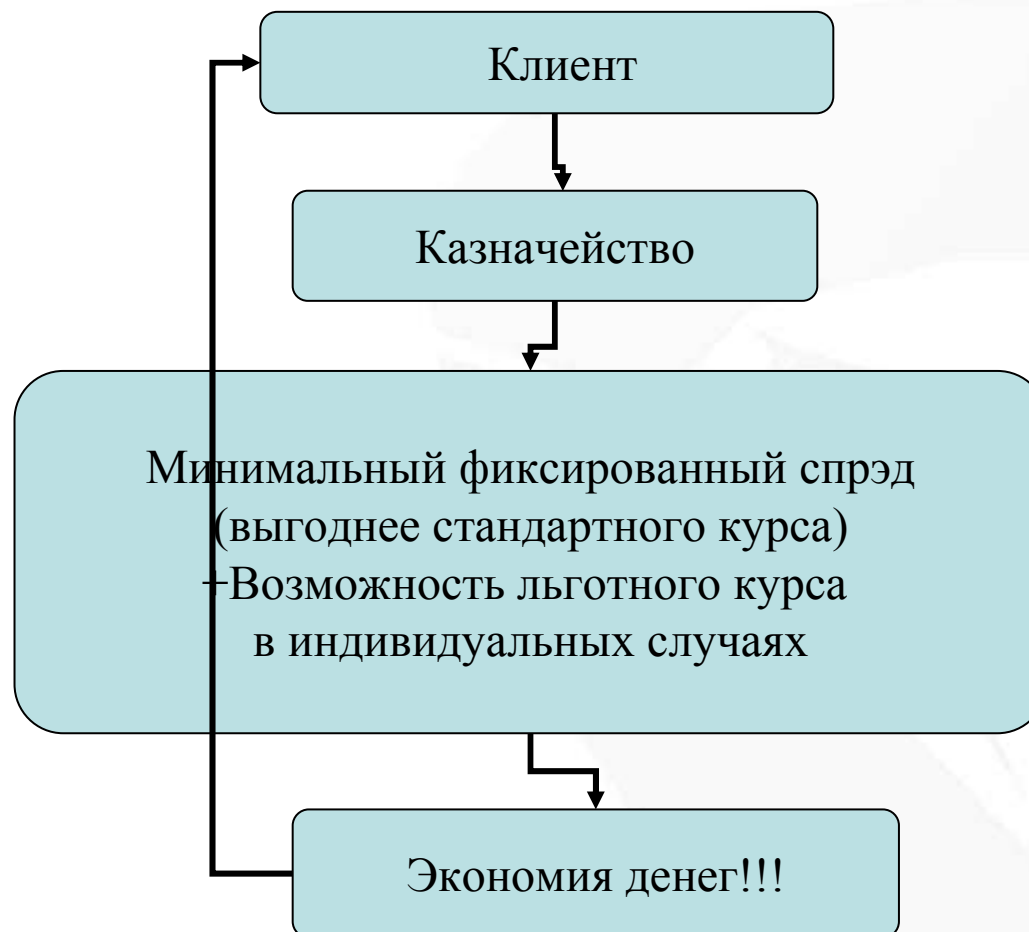 Клиент
Казначейство
Минимальный фиксированный спрэд
(выгоднее стандартного курса)
+Возможность льготного курса
в индивидуальных случаях
Экономия денег!!!